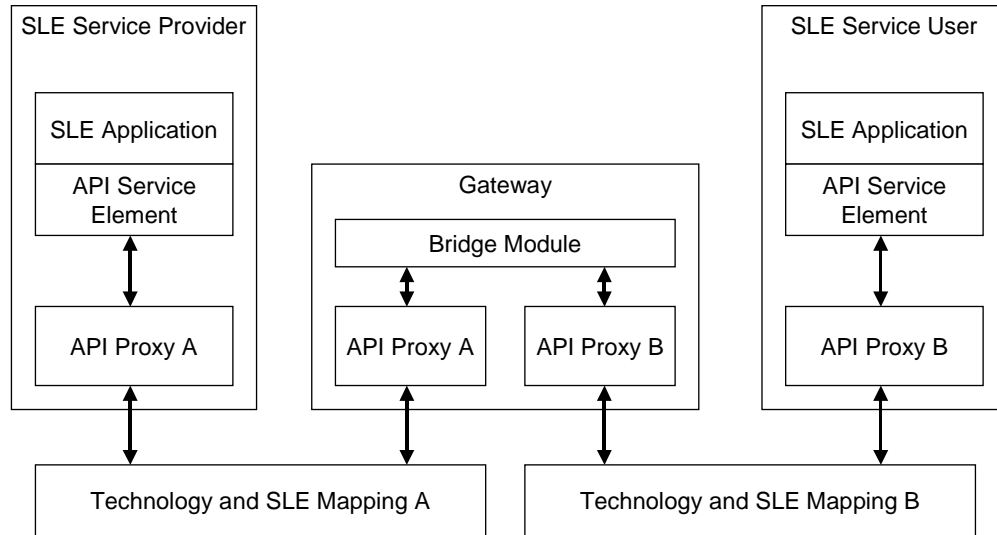 SLE Service Provider
SLE Application
API Service
Element
API Proxy A
Gateway
Bridge Module
API Proxy A
API Proxy B
SLE Service User
SLE Application
API Service
Element
API Proxy B
Technology and SLE Mapping A
Technology and SLE Mapping B